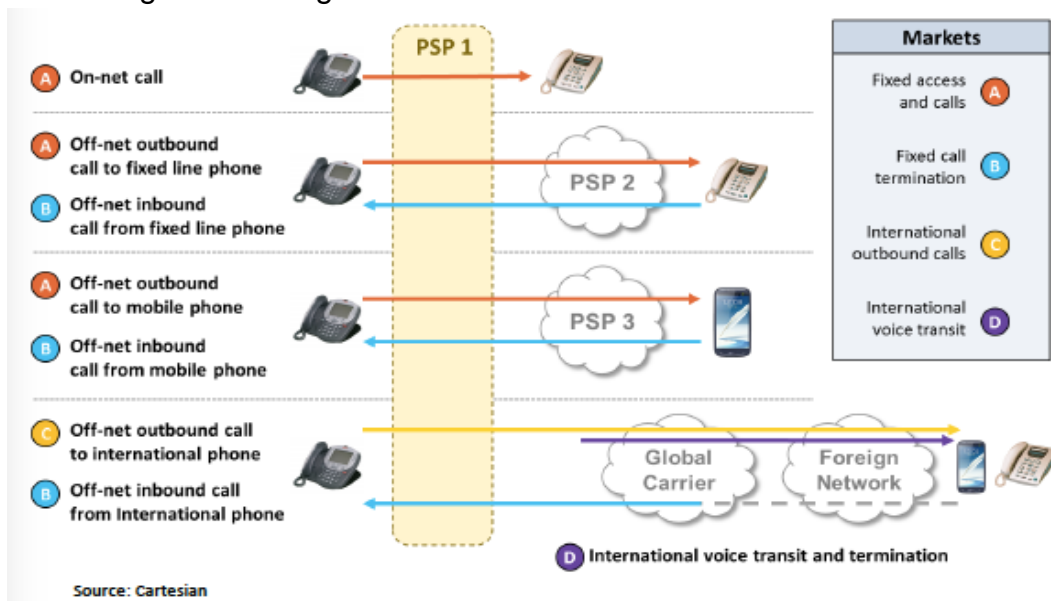 PSP 1
A On-net call
A Off-net outbound
call to fixed line phone
B Off-net inbound
call from fixed line phone
PSP 2
A Off-net outbound
call to mobile phone
B Off-net inbound
call from mobile phone
PSP 3
C Off-net outbound call
to international phone
B Off-net inbound call
from International phone
Global
Carrier
Foreign
Network
D International voice transit and termination
Markets
Fixed access
and calls A
Fixed call
termination B
International
outbound calls C
International
voice transit D
Source: Cartesian